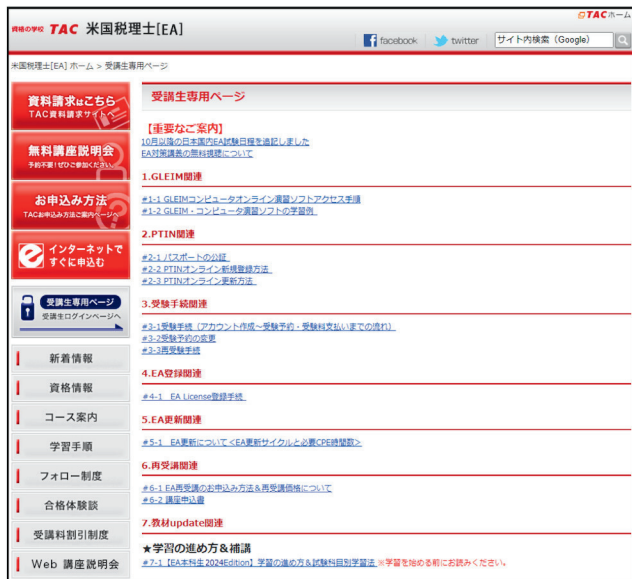 TACホーム
資格の学校 TAC 米国税理士[EA]
facebook twitter サイト内検索（Google）
米国税理士[EA] ホーム > 受講生専用ページ
資料請求はこちら
TAC資料請求サイトへ
無料講座説明会
予約不要！ぜひご参加ください。
お申込み方法
TACお申込み方法ご案内ページへ
インターネットで
すぐに申込む
受講生専用ページ
受講生ログインページへ
新着情報
資格情報
コース案内
学習手順
フォロー制度
合格体験談
受講料割引制度
Web 講座説明会
受講生専用ページ
【重要なご案内】
10月以降の日本国内EA試験日程を追記しました
EA対策講義の無料視聴について
1.GLEIM関連
#1-1 GLEIMコンピュータオンライン演習ソフトアクセス手順
#1-2 GLEIM・コンピュータ演習ソフトの学習例
2.PTIN関連
#2-1 パスポートの公証
#2-2 PTINオンライン新規登録方法
#2-3 PTINオンライン更新方法
3.受験手続関連
#3-1受験手続（アカウント作成～受験予約・受験料支払いまでの流れ）
#3-2受験予約の変更
#3-3再受験手続
4.EA登録関連
#4-1 EA License登録手続
5.EA更新関連
#5-1 EA更新について<EA更新サイクルと必要CPE時間数>
6.再受講関連
#6-1 EA再受講のお申込み方法＆再受講価格について
#6-2 講座申込書
7.教材update関連
★学習の進め方＆補講
#7-1【EA本科生2024Edition】学習の進め方＆試験科目別学習法 ※学習を始める前にお読みください。